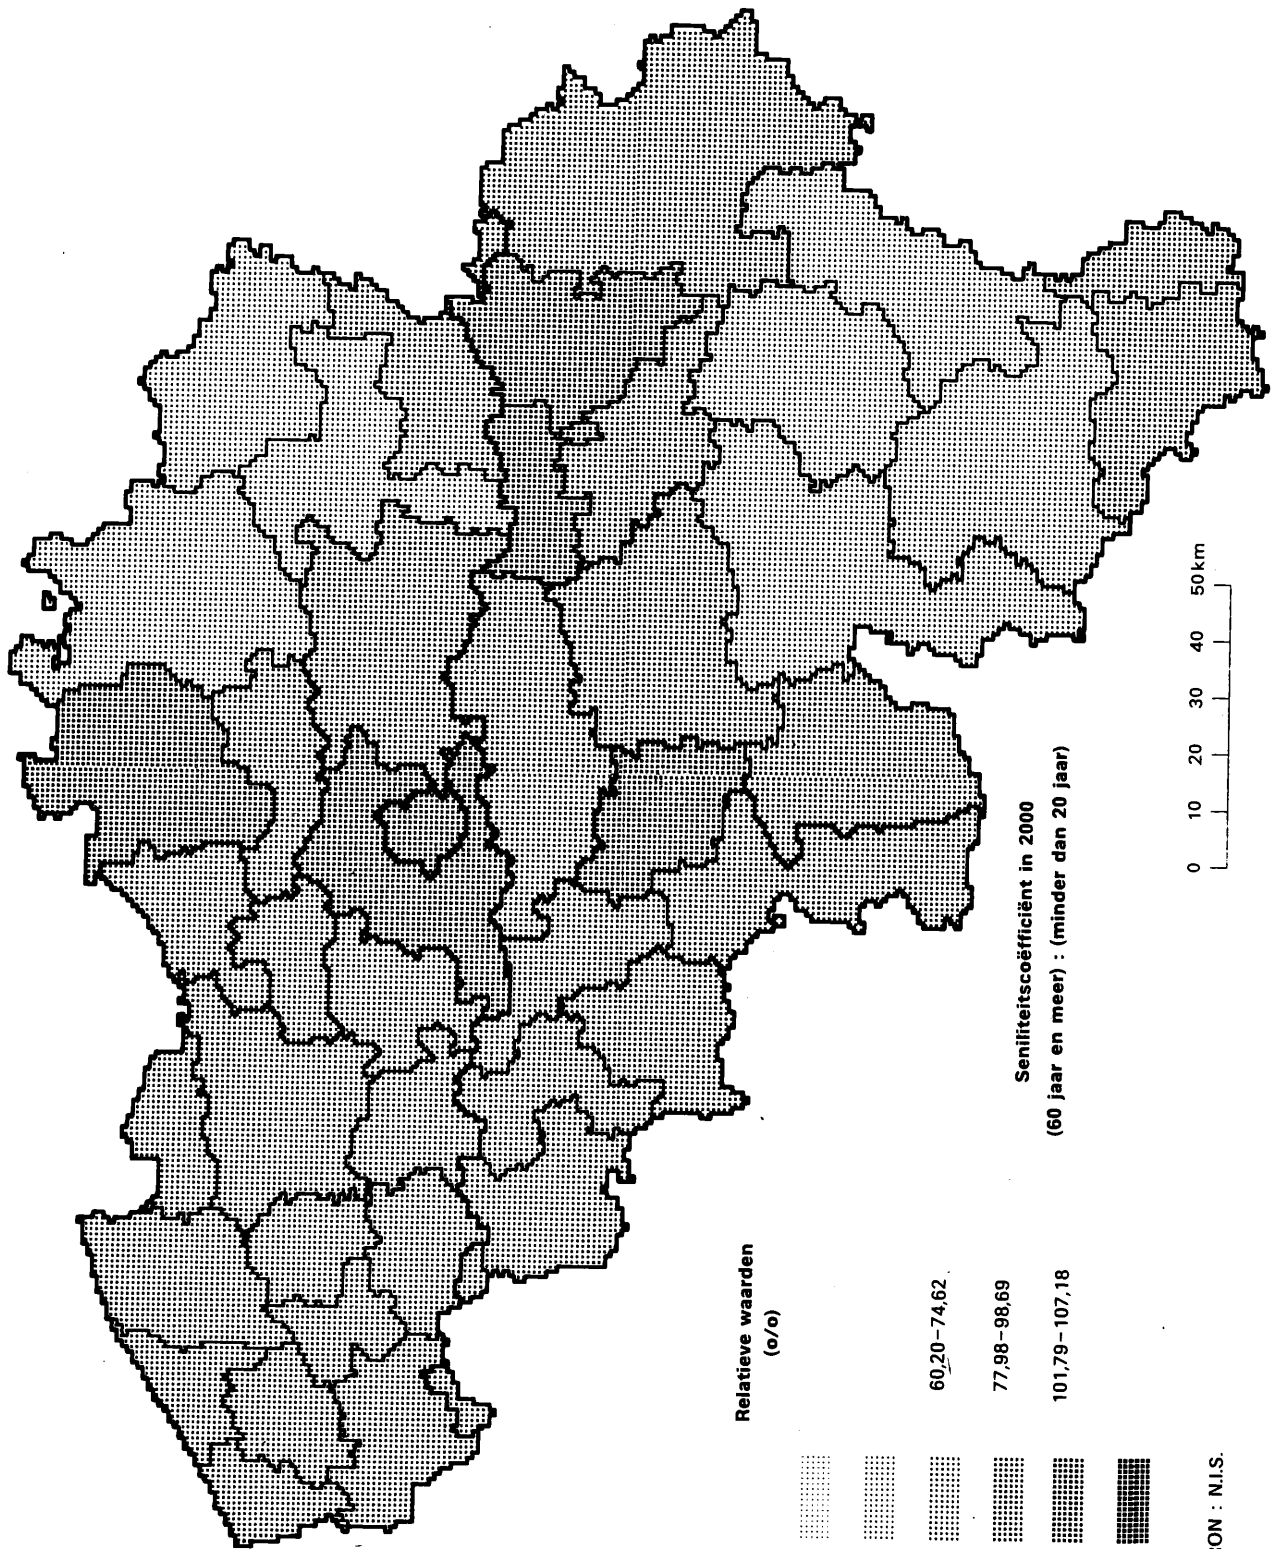 Relatieve waarden
(o/o)
60,20–74,62
77,98–98,69
101,79–107,18
Seniliteitscoëfficiënt in 2000
(60 jaar en meer) : (minder dan 20 jaar)
0 10 20 30 40 50 km
: N.I.S.